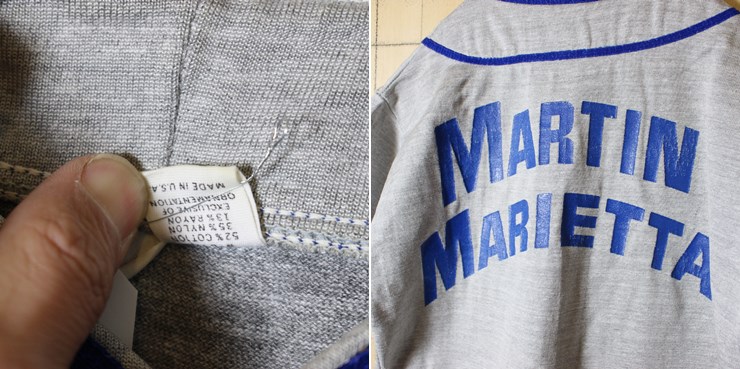 52% COTTON
35% NYLON
13% RAYON
EXCLUSIVE OF
ORNAMENTATION
MADE IN U.S.A.
MARTIN
MARIETTA